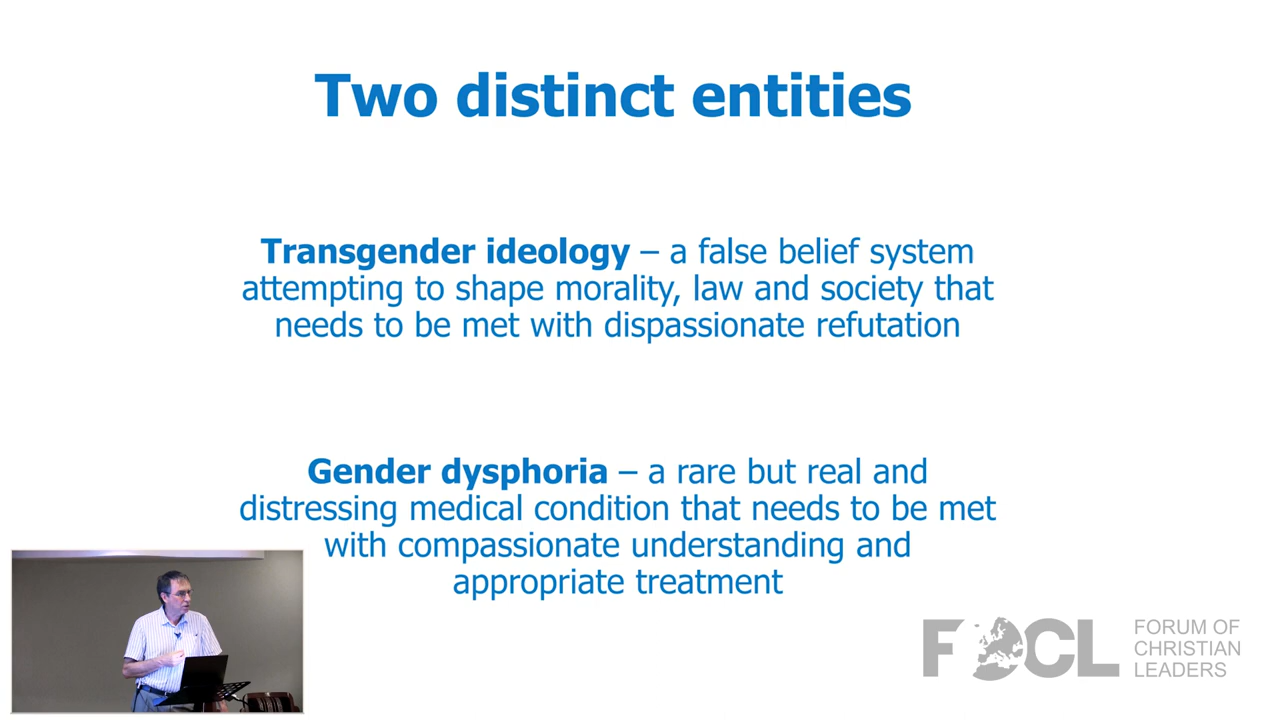 Two distinct entities
Transgender ideology – a false belief system
attempting to shape morality, law and society that
needs to be met with dispassionate refutation
Gender dysphoria – a rare but real and
distressing medical condition that needs to be met
with compassionate understanding and
appropriate treatment
FOCL
FORUM OF
CHRISTIAN
LEADERS